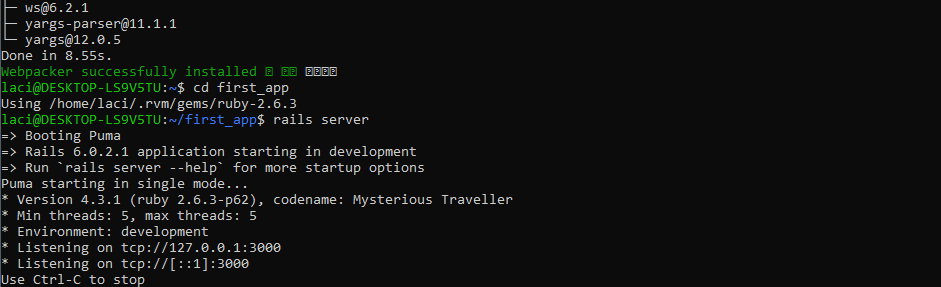 ├─ ws@6.2.1
├─ yargs-parser@11.1.1
└─ yargs@12.0.5
Done in 8.55s.
Webpacker successfully installed
laci@DESKTOP-LS9V5TU:~$ cd first_app
Using /home/laci/.rvm/gems/ruby-2.6.3
laci@DESKTOP-LS9V5TU:~/first_app$ rails server
=> Booting Puma
=> Rails 6.0.2.1 application starting in development
=> Run `rails server --help` for more startup options
Puma starting in single mode...
* Version 4.3.1 (ruby 2.6.3-p62), codename: Mysterious Traveller
* Min threads: 5, max threads: 5
* Environment: development
* Listening on tcp://127.0.0.1:3000
* Listening on tcp://[::1]:3000
Use Ctrl-C to stop